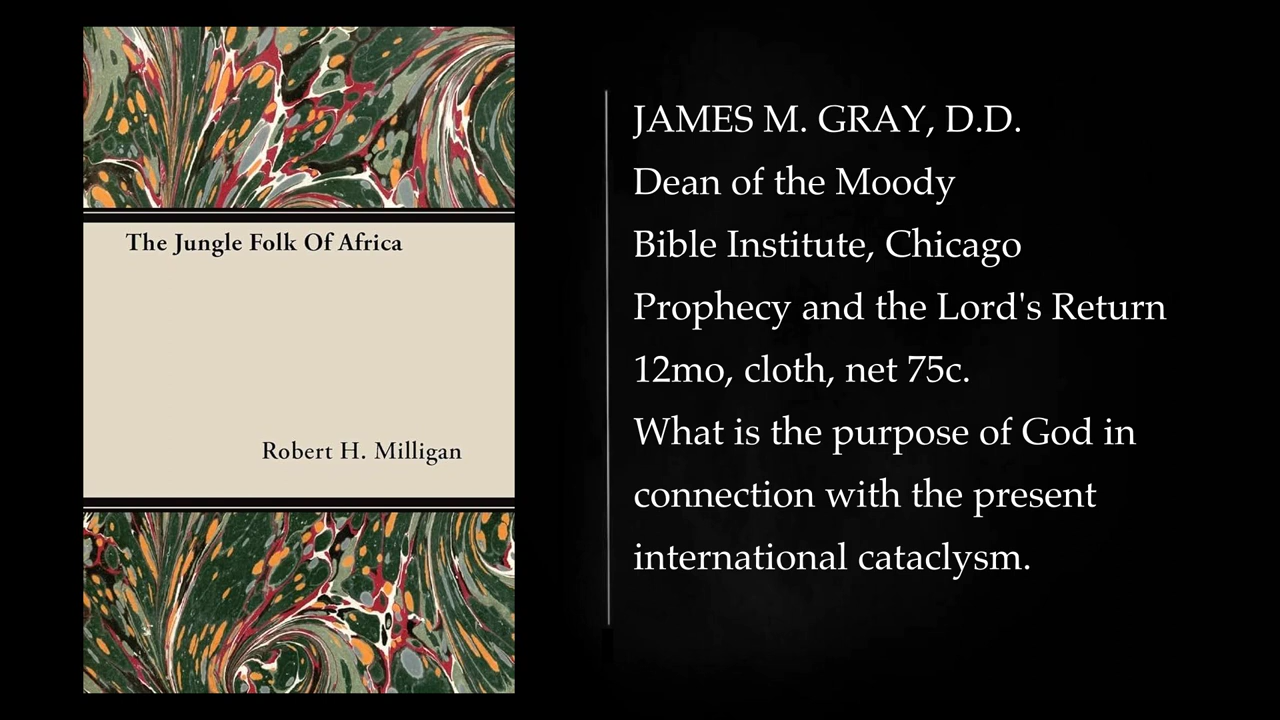 The Jungle Folk Of Africa
Robert H. Milligan
JAMES M. GRAY, D.D.
Dean of the Moody
Bible Institute, Chicago
Prophecy and the Lord's Return
12mo, cloth, net 75c.
What is the purpose of God in
connection with the present
international cataclysm.